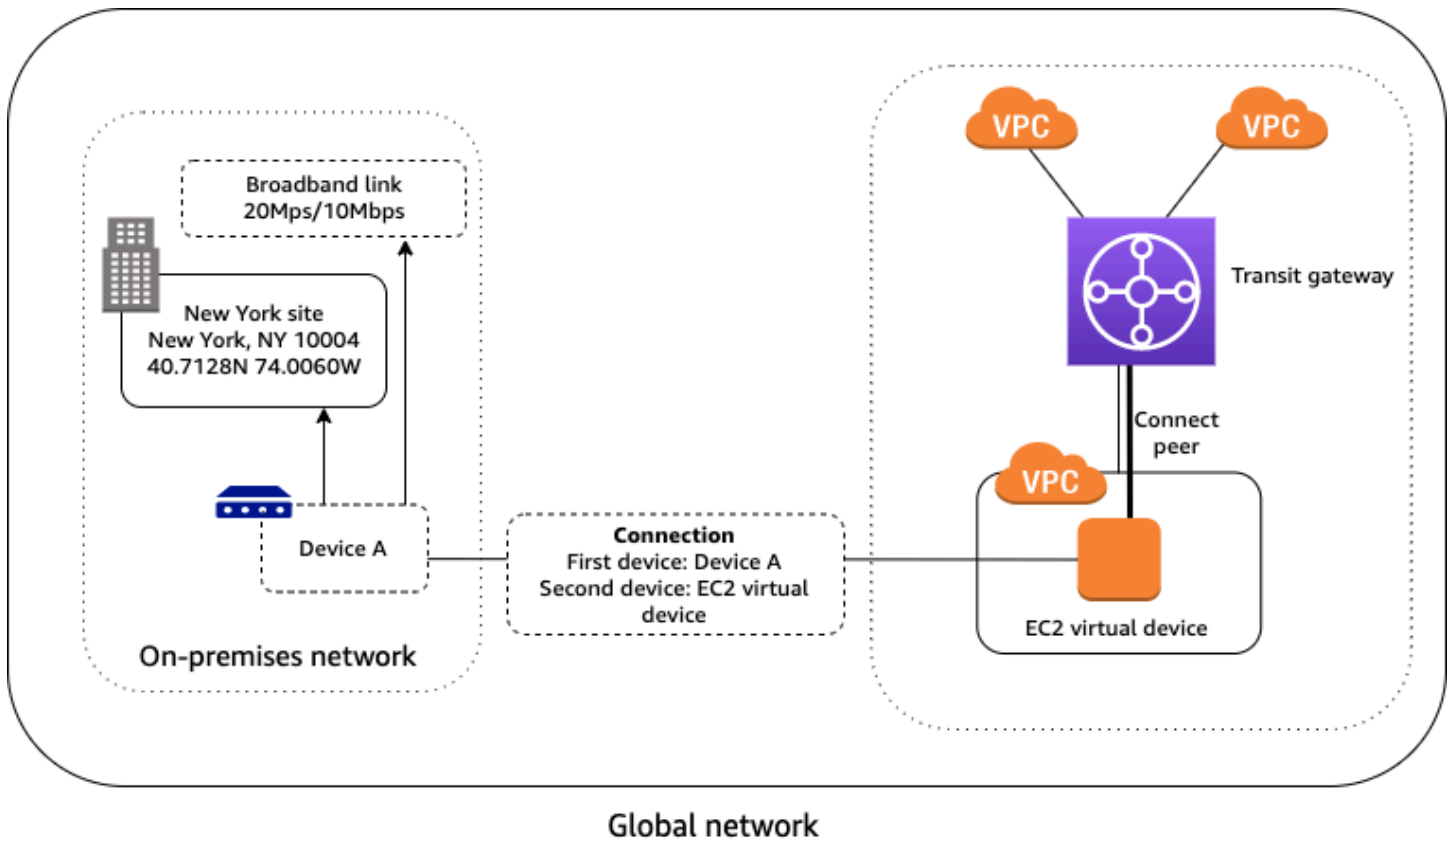 VPC
VPC
Broadband link
20Mps/10Mbps
Transit gateway
New York site
New York, NY 10004
40.7128N 74.0060W
Connect
peer
VPC
Device A
Connection
First device: Device A
Second device: EC2 virtual
device
EC2 virtual device
On-premises network
Global network